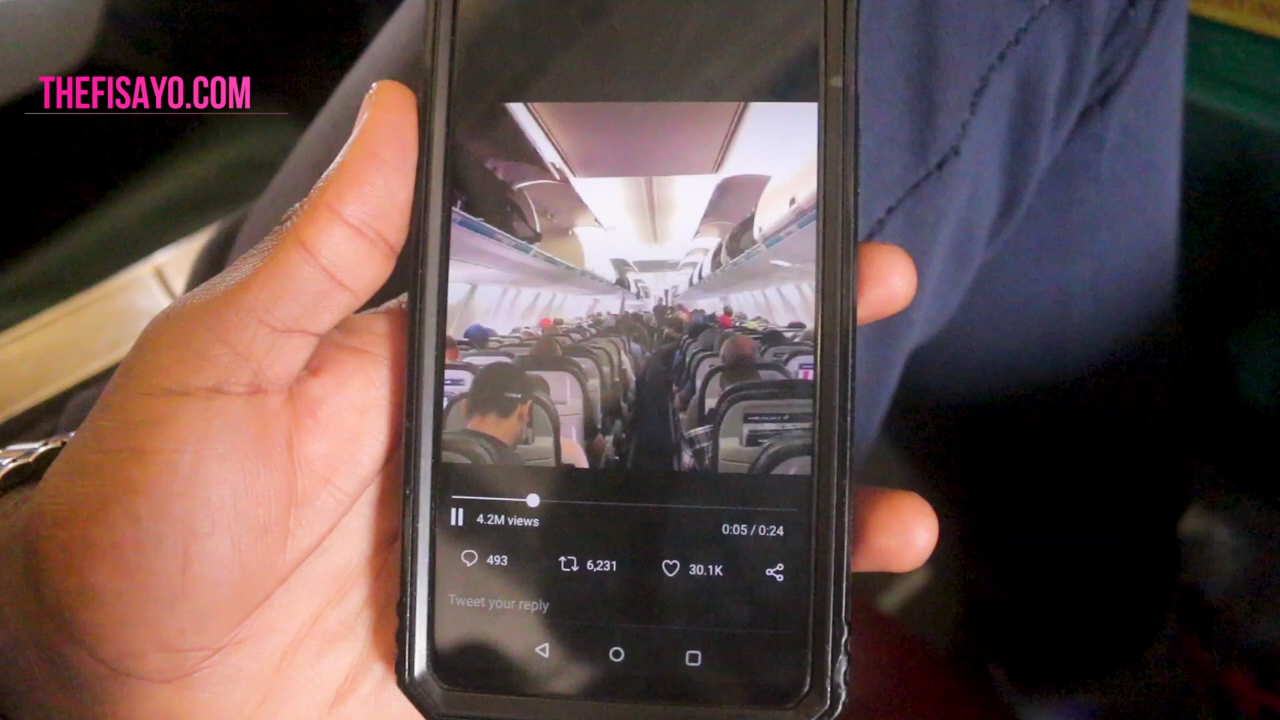 THEFISAYO.COM
4.2M views
0:05 / 0:24
493
6,231
30.1K
Tweet your reply